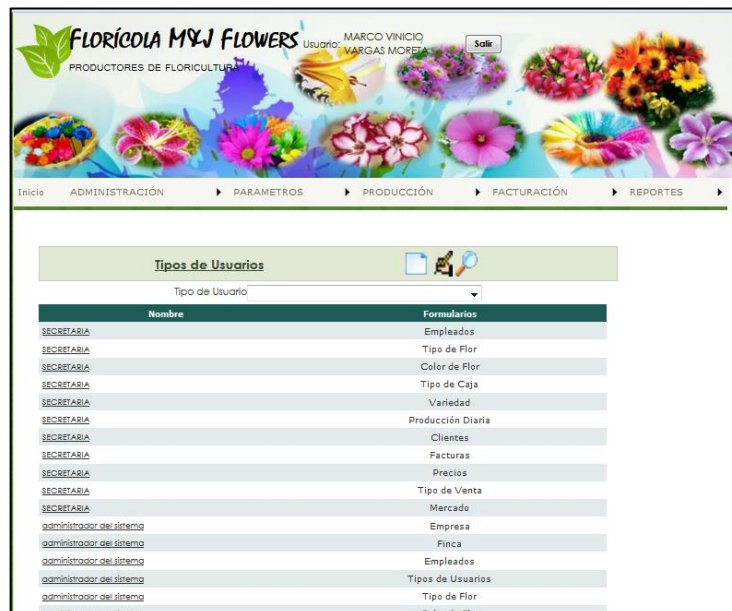 FLORÍCOLA M&J FLOWERS
PRODUCTORES DE FLORICULTURA
Usuario: MARCO VINICIO
VARGAS MORETA
Salir
Inicio ADMINISTRACIÓN PARAMETROS PRODUCCIÓN FACTURACIÓN REPORTES
Tipos de Usuarios
Tipo de Usuario
Nombre Formularios
SECRETARIA Empleados
SECRETARIA Tipo de Flor
SECRETARIA Color de Flor
SECRETARIA Tipo de Caja
SECRETARIA Variedad
SECRETARIA Producción Diaria
SECRETARIA Clientes
SECRETARIA Facturas
SECRETARIA Precios
SECRETARIA Tipo de Venta
SECRETARIA Mercado
administrador del sistema Empresa
administrador del sistema Finca
administrador del sistema Empleados
administrador del sistema Tipos de Usuarios
administrador del sistema Tipo de Flor